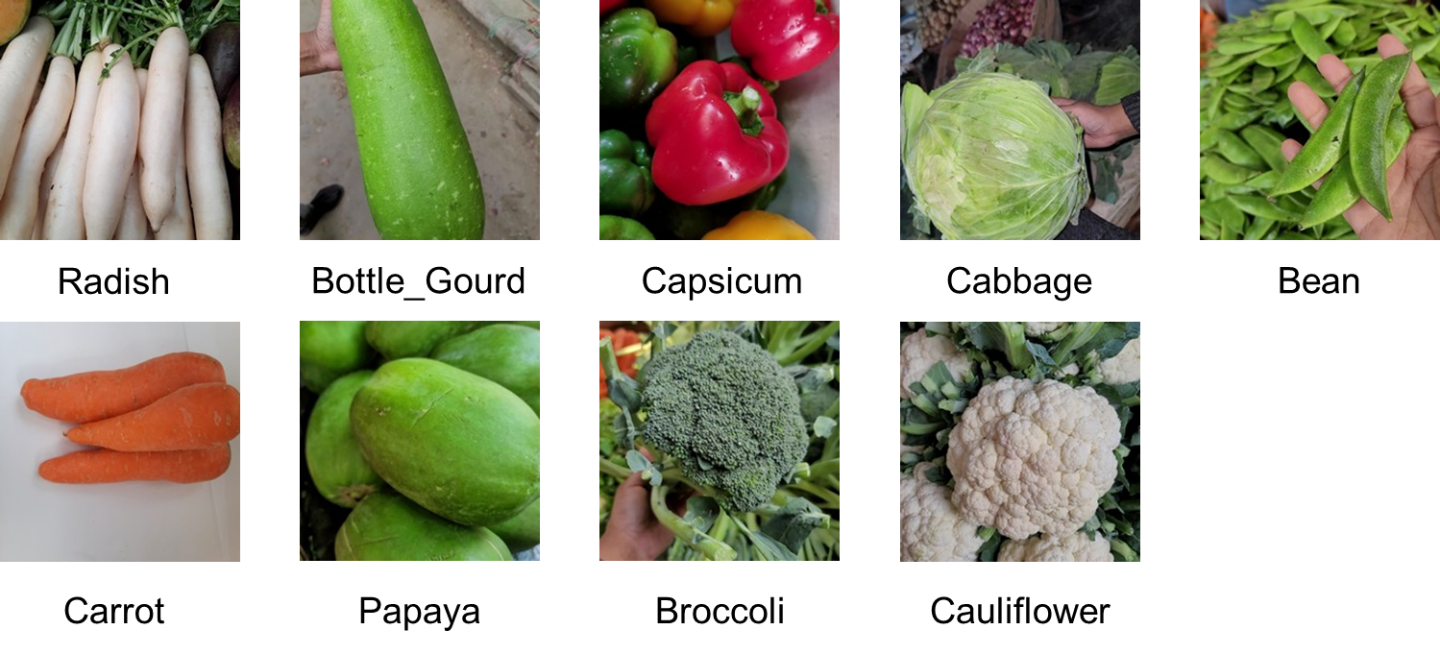 Radish
Bottle_Gourd
Capsicum
Cabbage
Bean
Carrot
Papaya
Broccoli
Cauliflower